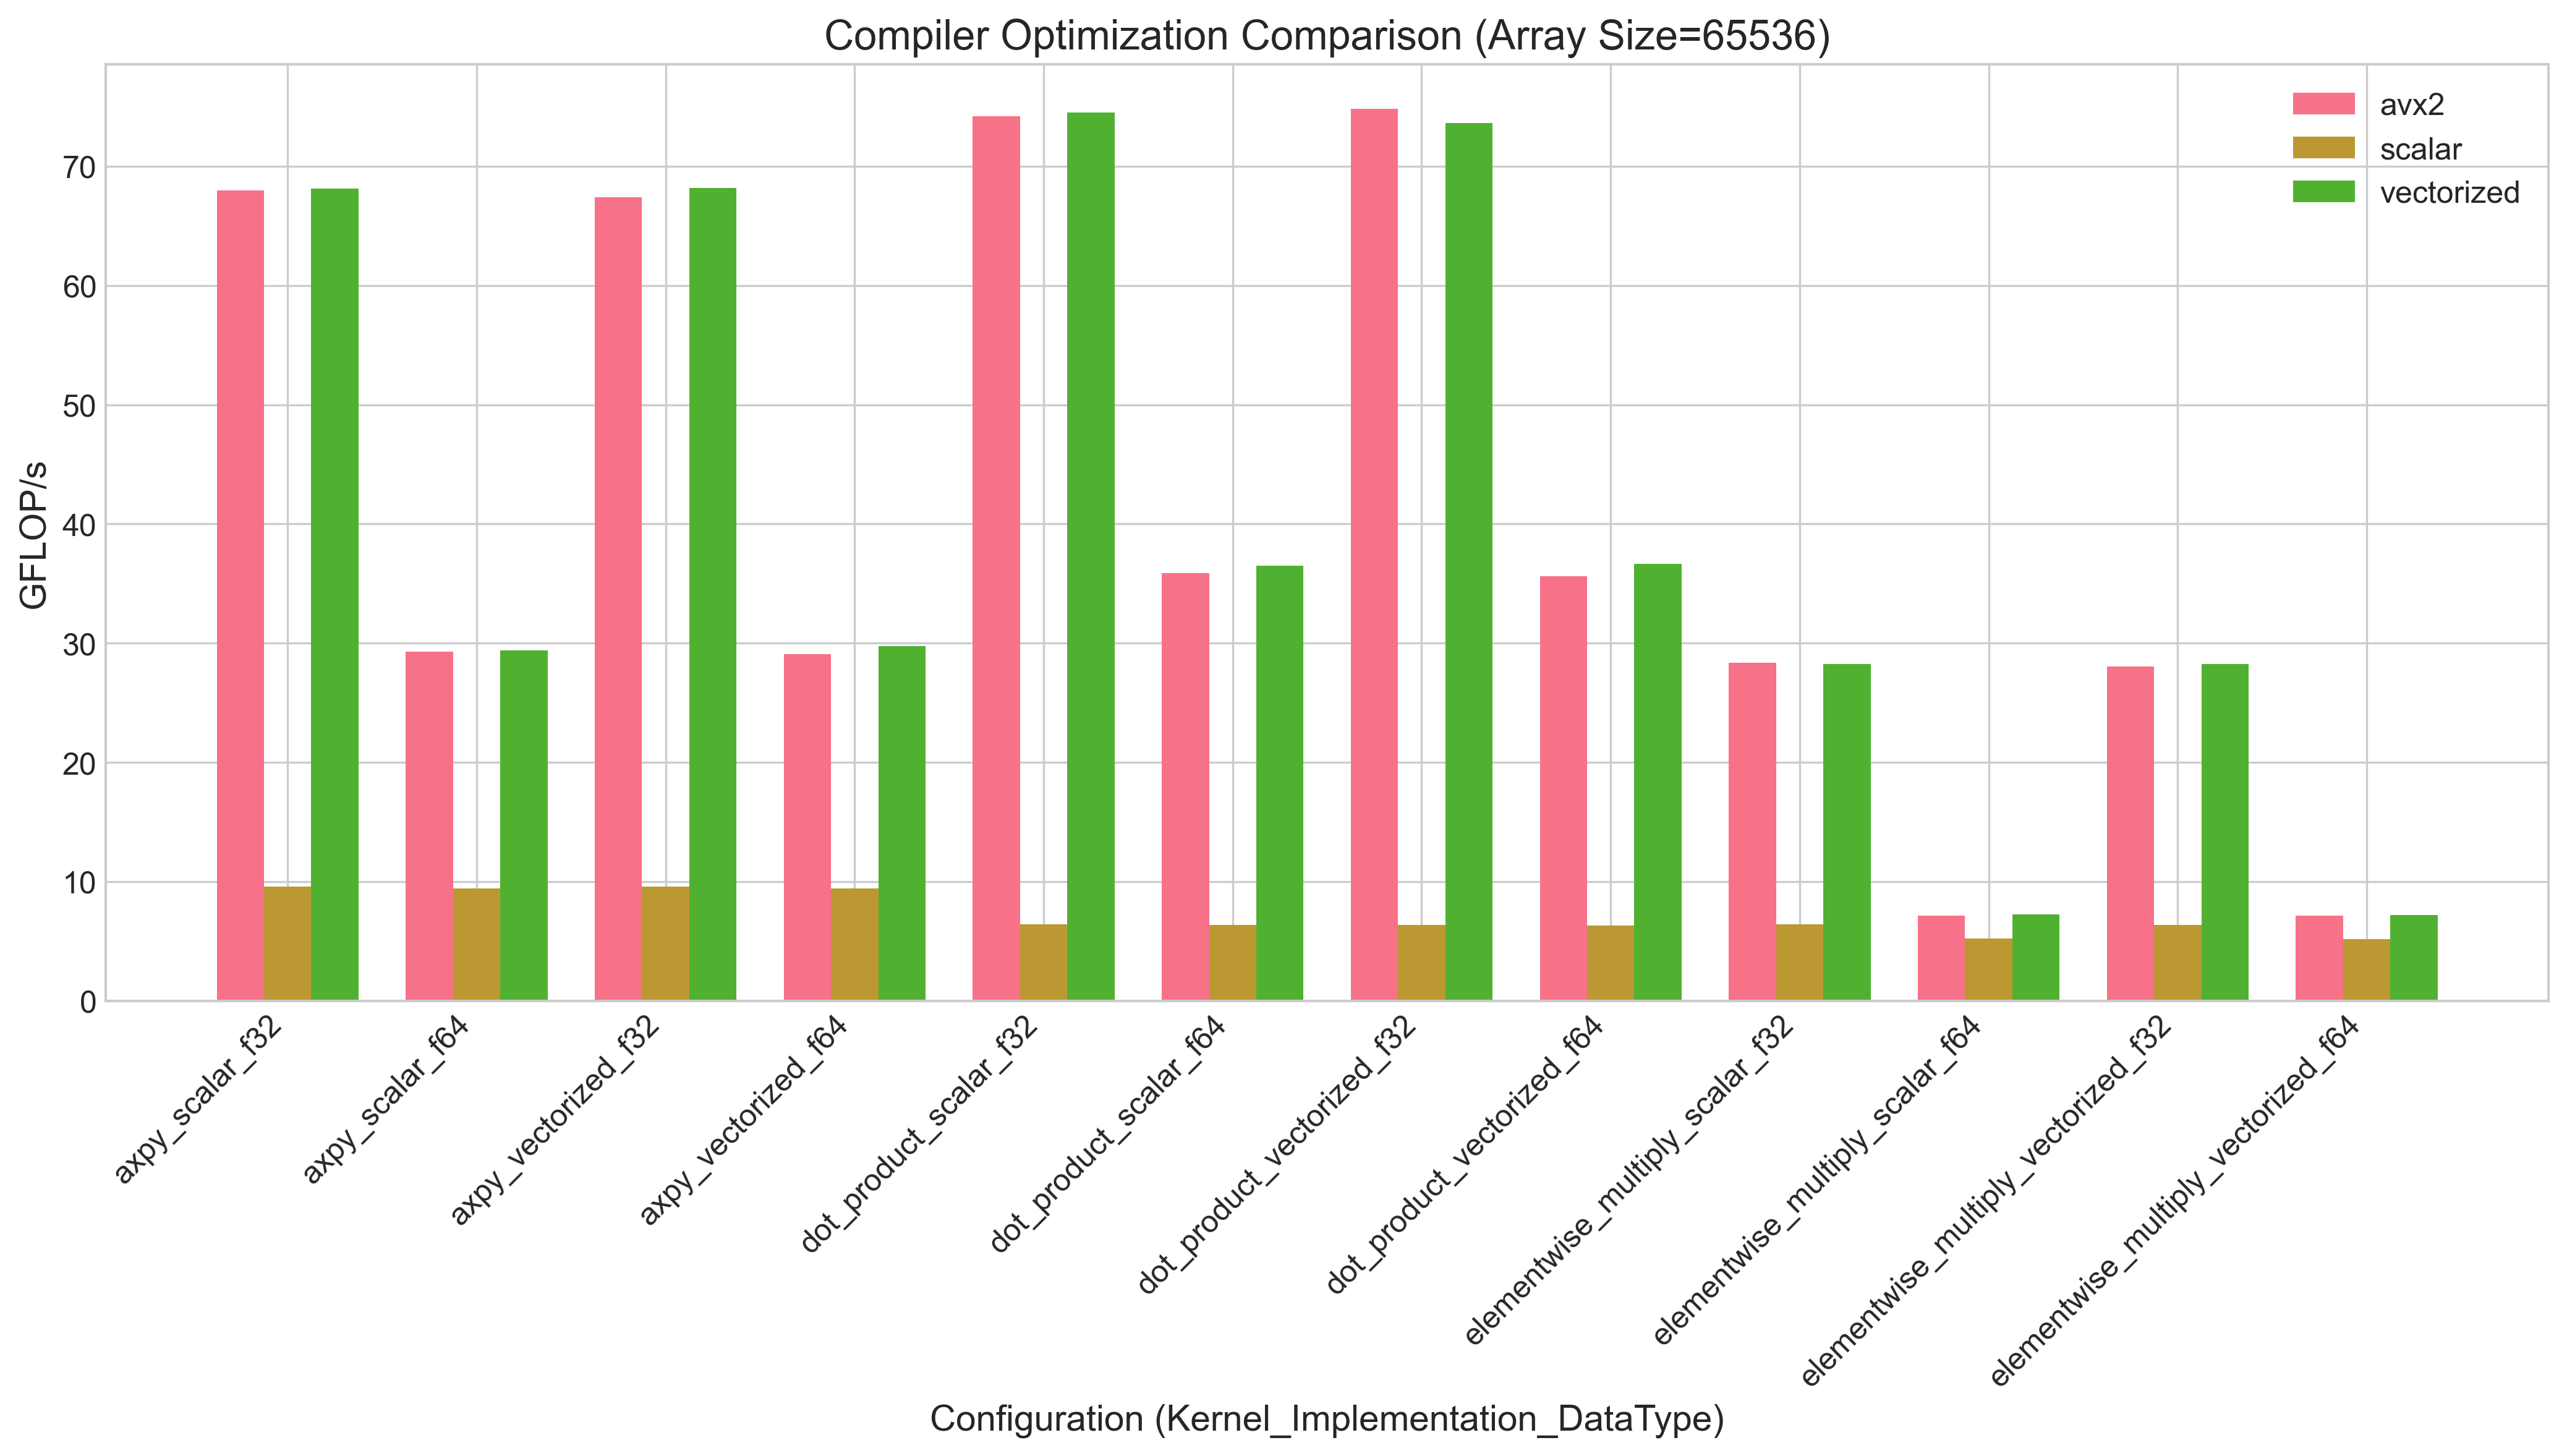 Compiler Optimization Comparison (Array Size=65536)
avx2
scalar
vectorized
GFLOP/s
70
60
50
40
30
20
10
0
axpy_scalar_f32
axpy_scalar_f64
axpy_vectorized_f32
axpy_vectorized_f64
dot_product_scalar_f32
dot_product_scalar_f64
dot_product_vectorized_f32
dot_product_vectorized_f64
elementwise_multiply_scalar_f32
elementwise_multiply_scalar_f64
elementwise_multiply_vectorized_f32
elementwise_multiply_vectorized_f64
Configuration (Kernel_Implementation_DataType)